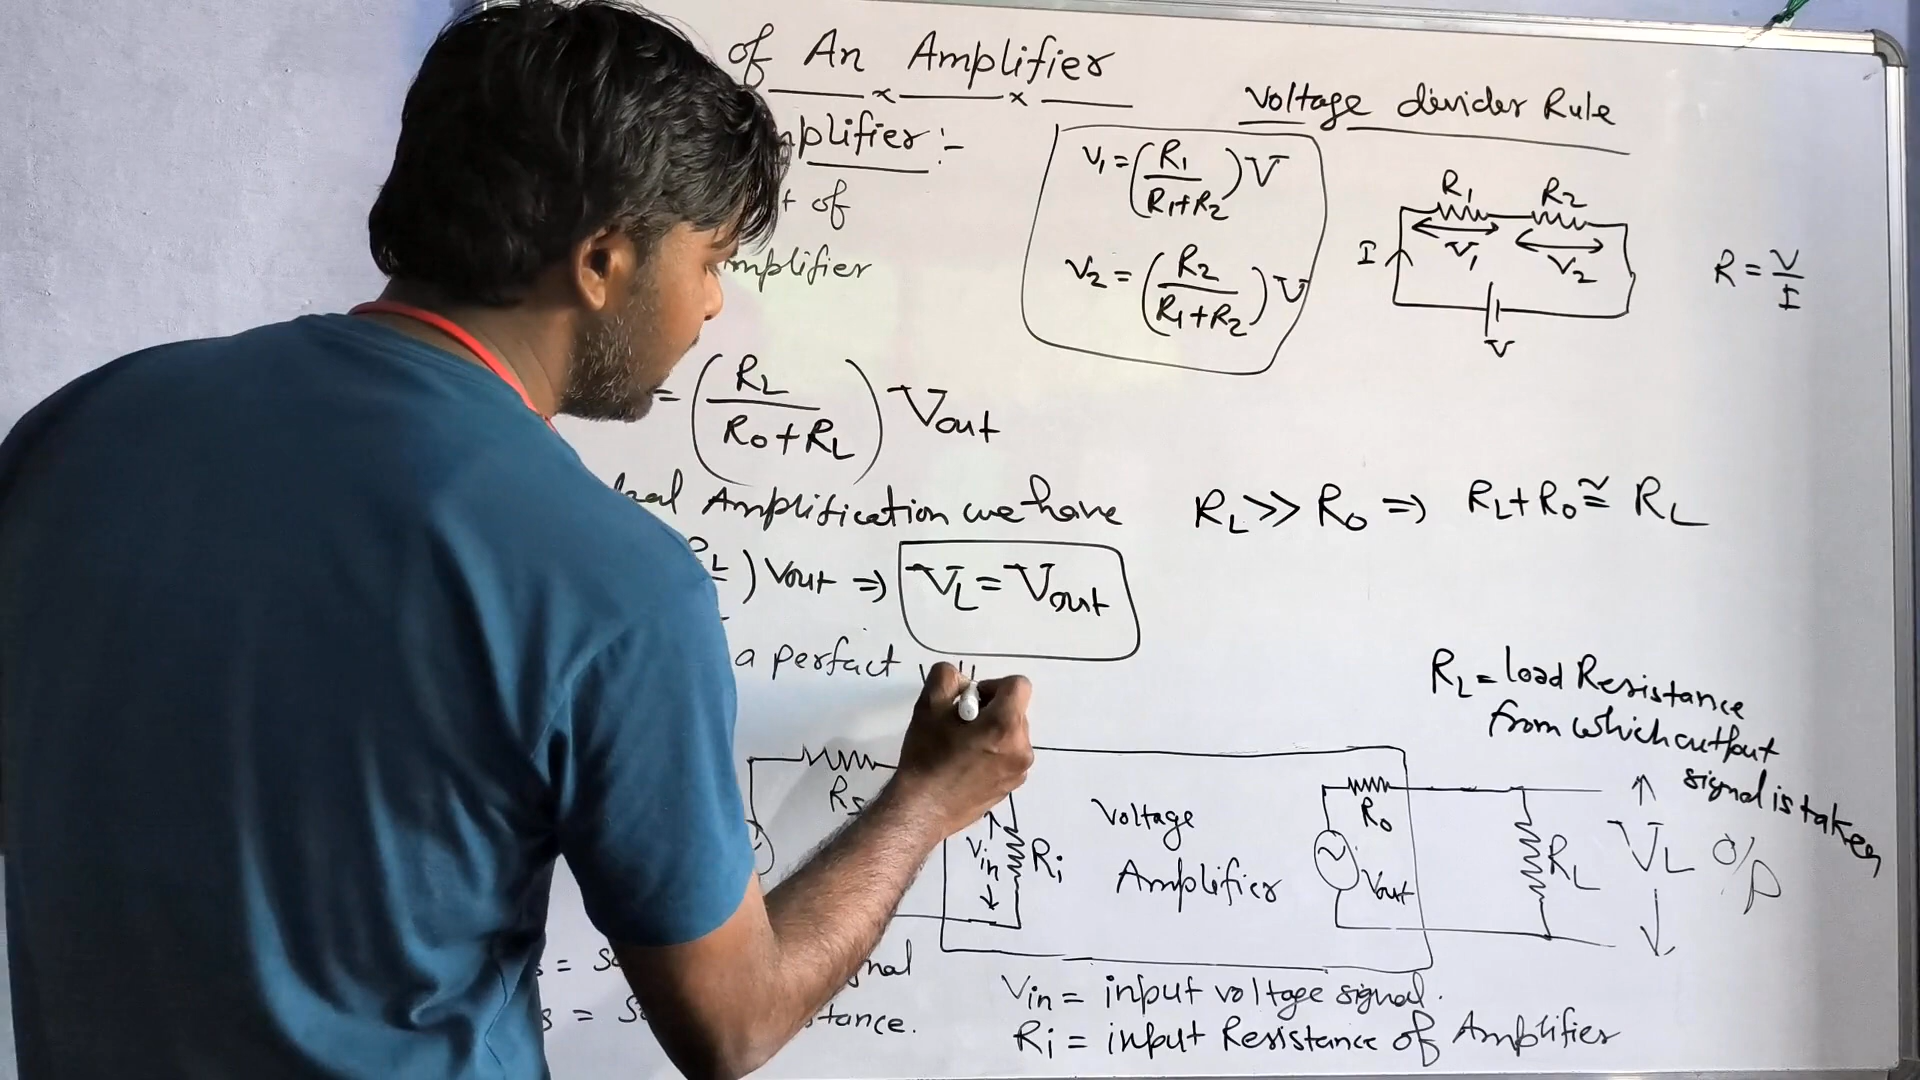 of An Amplifier
mplifier :-
t of
mplifier
Voltage divider Rule
V₁ = (R₁/(R₁+R₂)) V
V₂ = (R₂/(R₁+R₂)) V
R₁ R₂
V₁ V₂
I
V
R = V/I
= (RL/(Ro+RL)) Vout
Amplification we have
RL >> Ro ⇒ RL+Ro ≅ RL
) Vout ⇒ VL = Vout
a perfect
RL = load Resistance
from which output
signal is taken
Rs
Vin Ri
Voltage
Amplifier
Ro
Vout
RL
VL O/P
Vin = input voltage signal.
Ri = input Resistance of Amplifier